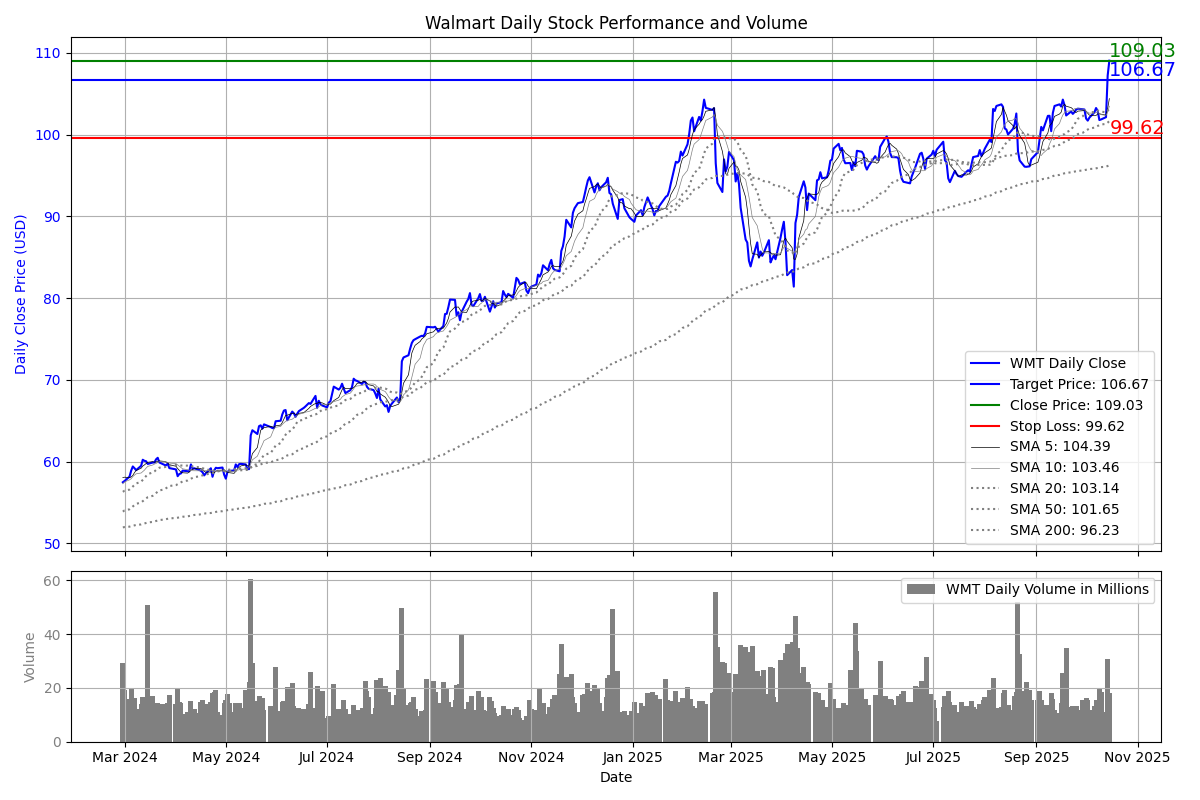 Walmart Daily Stock Performance and Volume
110
109.03
106.67
100
99.62
90
80
70
60
50
Daily Close Price (USD)
WMT Daily Close
Target Price: 106.67
Close Price: 109.03
Stop Loss: 99.62
SMA 5: 104.39
SMA 10: 103.46
SMA 20: 103.14
SMA 50: 101.65
SMA 200: 96.23
60
40
20
0
Volume
WMT Daily Volume in Millions
Mar 2024 May 2024 Jul 2024 Sep 2024 Nov 2024 Jan 2025 Mar 2025 May 2025 Jul 2025 Sep 2025 Nov 2025
Date